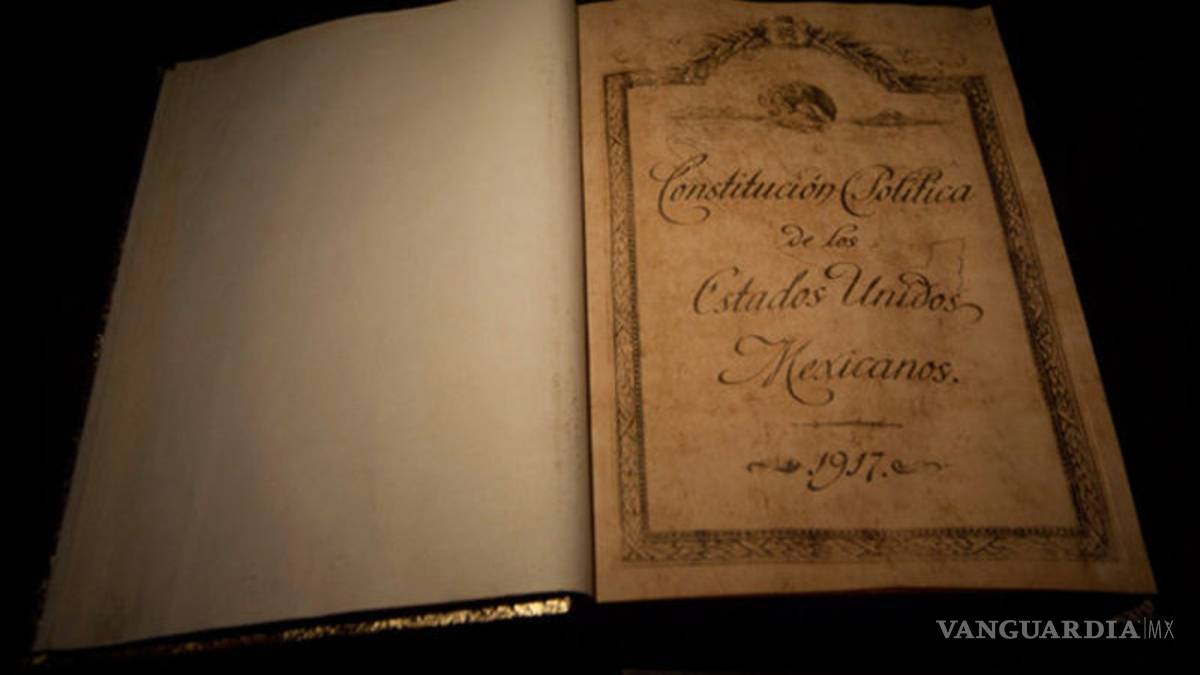 Constitución Política
de los
Estados Unidos
Mexicanos.
.1917.
VANGUARDIA|MX